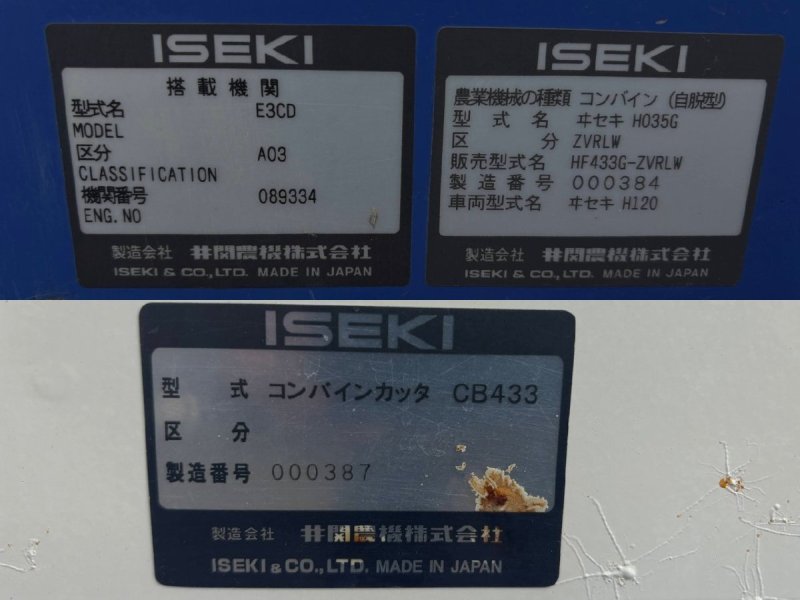 ISEKI
搭載機関
型式名 E3CD
MODEL
区分 A03
CLASSIFICATION
機関番号 089334
ENG.NO
製造会社 井関農機株式会社
ISEKI & CO.,LTD. MADE IN JAPAN
ISEKI
農業機械の種類 コンバイン (自脱型)
型式名 ヰセキ HO35G
区分 ZVRLW
販売型式名 HF433G-ZVRLW
製造番号 000384
車両型式名 ヰセキ H120
製造会社 井関農機株式会社
ISEKI & CO.,LTD. MADE IN JAPAN
ISEKI
型式 コンバインカッタ CB433
区分
製造番号 000387
製造会社 井関農機株式会社
ISEKI & CO.,LTD. MADE IN JAPAN